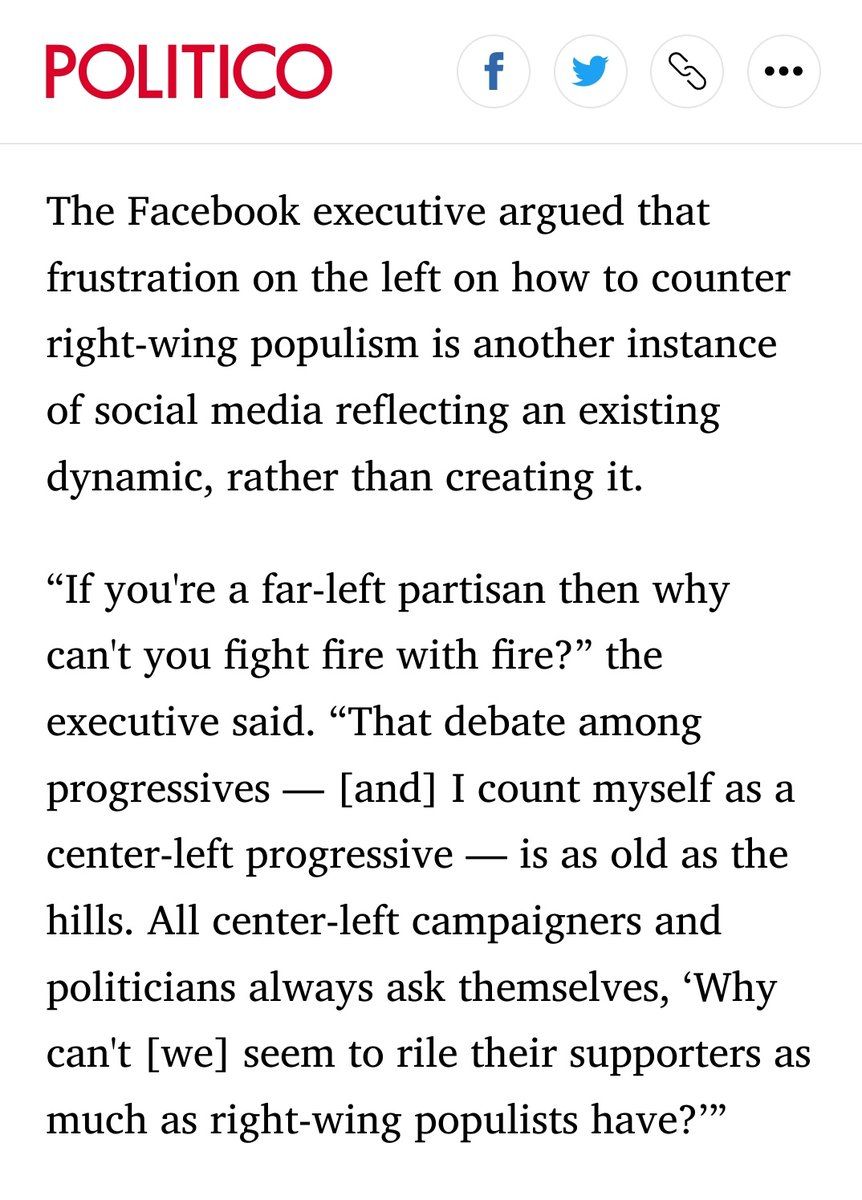 POLITICO
The Facebook executive argued that
frustration on the left on how to counter
right-wing populism is another instance
of social media reflecting an existing
dynamic, rather than creating it.
“If you're a far-left partisan then why
can't you fight fire with fire?” the
executive said. “That debate among
progressives — [and] I count myself as a
center-left progressive — is as old as the
hills. All center-left campaigners and
politicians always ask themselves, ‘Why
can't [we] seem to rile their supporters as
much as right-wing populists have?’”